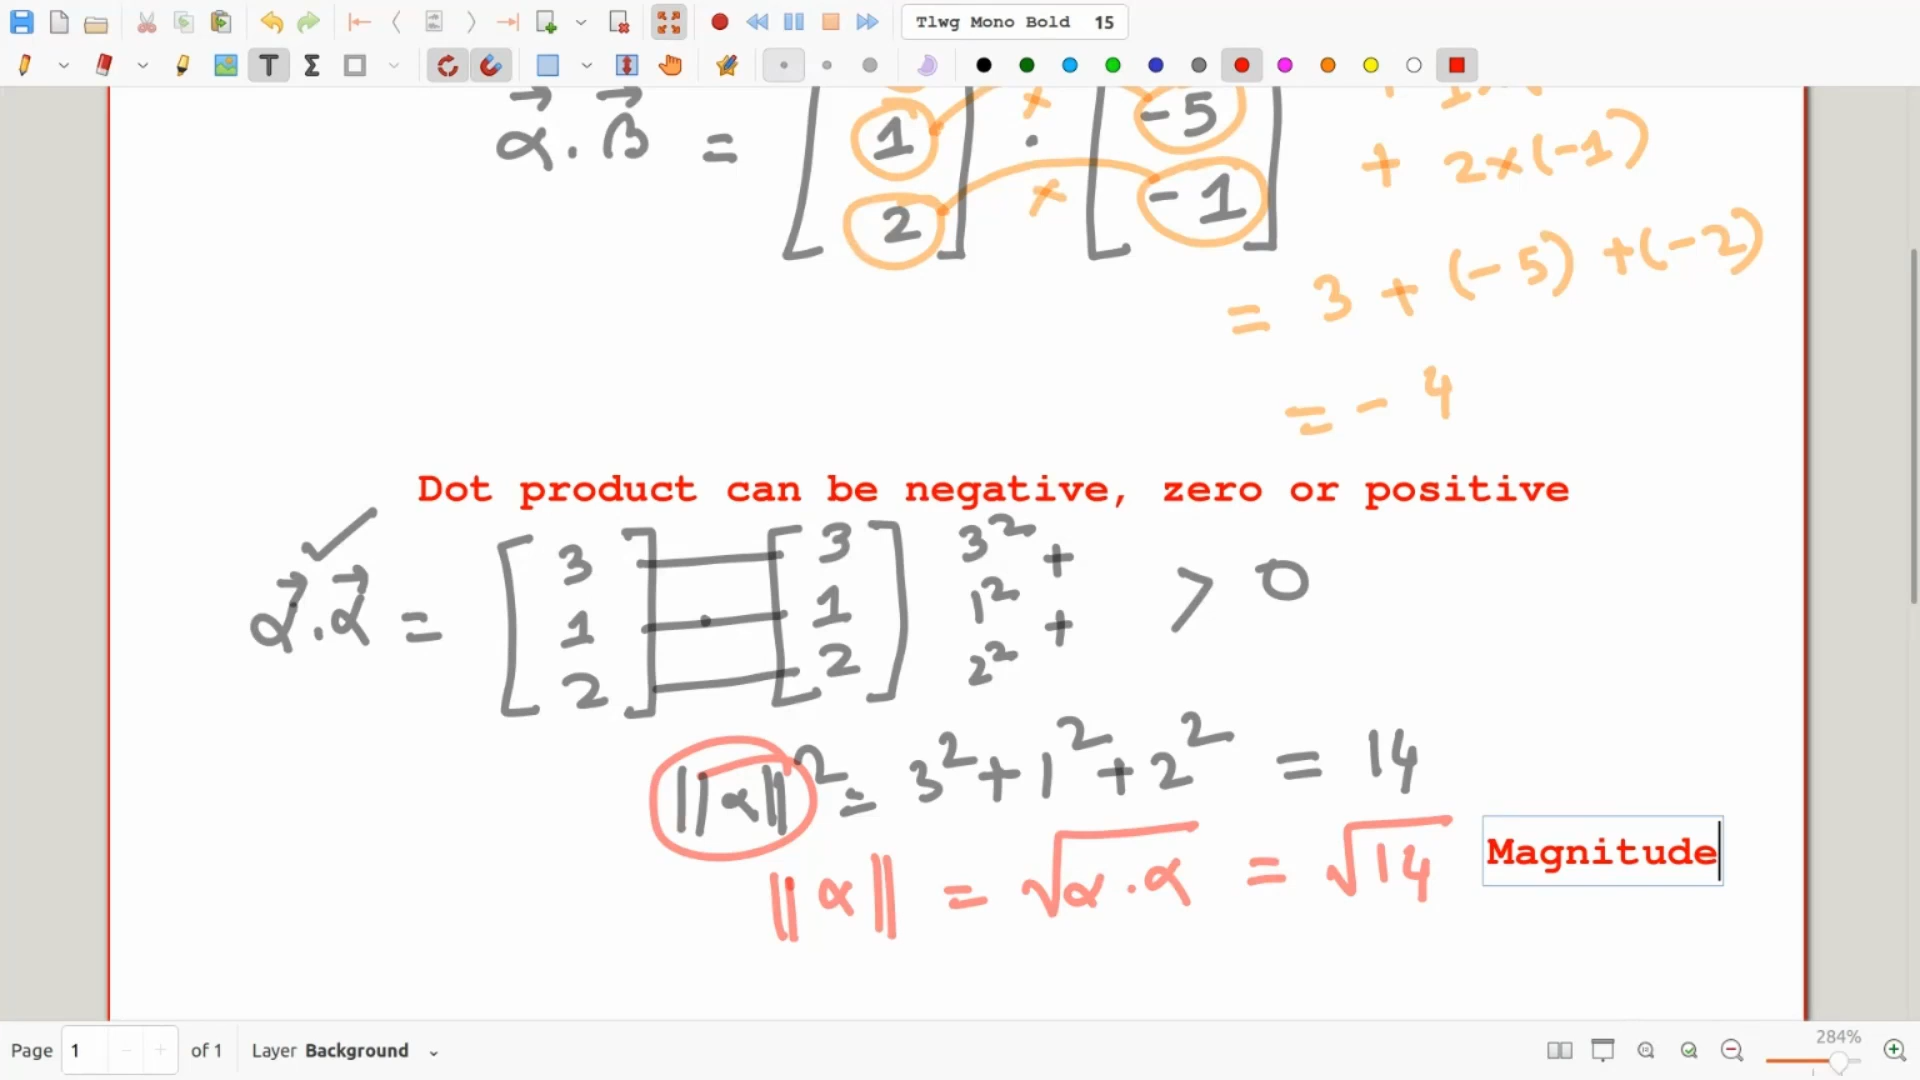 Tlwg Mono Bold 15
α⃗ . β⃗ = [ 1 2 ] . [ -5 -1 ]
+ 2x(-1)
= 3 + (-5) + (-2)
= - 4
Dot product can be negative, zero or positive
α⃗ . α⃗ = [ 3 1 2 ] . [ 3 1 2 ] 3² + 1² + 2² > 0
||α||² = 3² + 1² + 2² = 14
||α|| = √α.α = √14 Magnitude
Page 1 of 1 Layer Background 284%